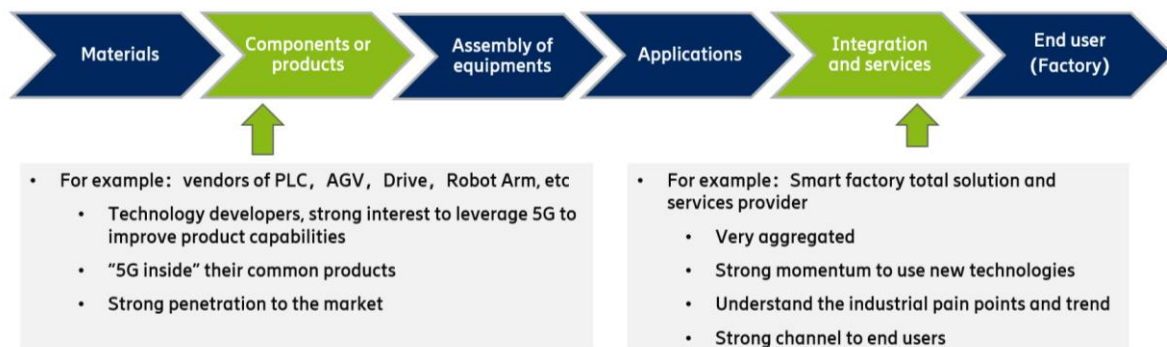 Materials
Components or
products
Assembly of
equipments
Applications
Integration
and services
End user
(Factory)
• For example：vendors of PLC，AGV，Drive，Robot Arm, etc
• Technology developers, strong interest to leverage 5G to
improve product capabilities
• “5G inside” their common products
• Strong penetration to the market
• For example：Smart factory total solution and
services provider
• Very aggregated
• Strong momentum to use new technologies
• Understand the industrial pain points and trend
• Strong channel to end users